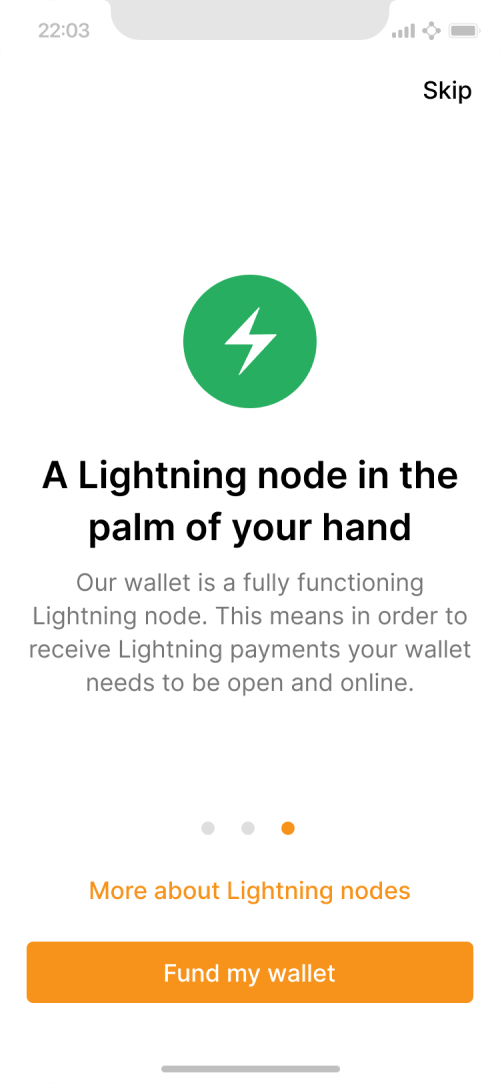 22:03
Skip
A Lightning node in the
palm of your hand
Our wallet is a fully functioning
Lightning node. This means in order to
receive Lightning payments your wallet
needs to be open and online.
More about Lightning nodes
Fund my wallet